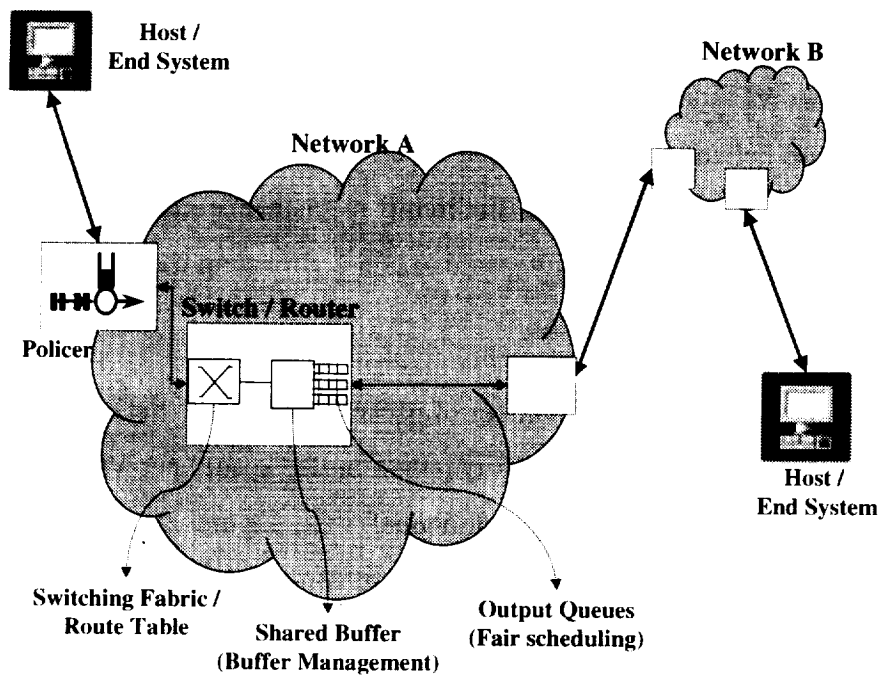 Host /
End System
Network B
Network A
Switch / Router
Policer
Host /
End System
Switching Fabric /
Route Table
Shared Buffer
(Buffer Management)
Output Queues
(Fair scheduling)